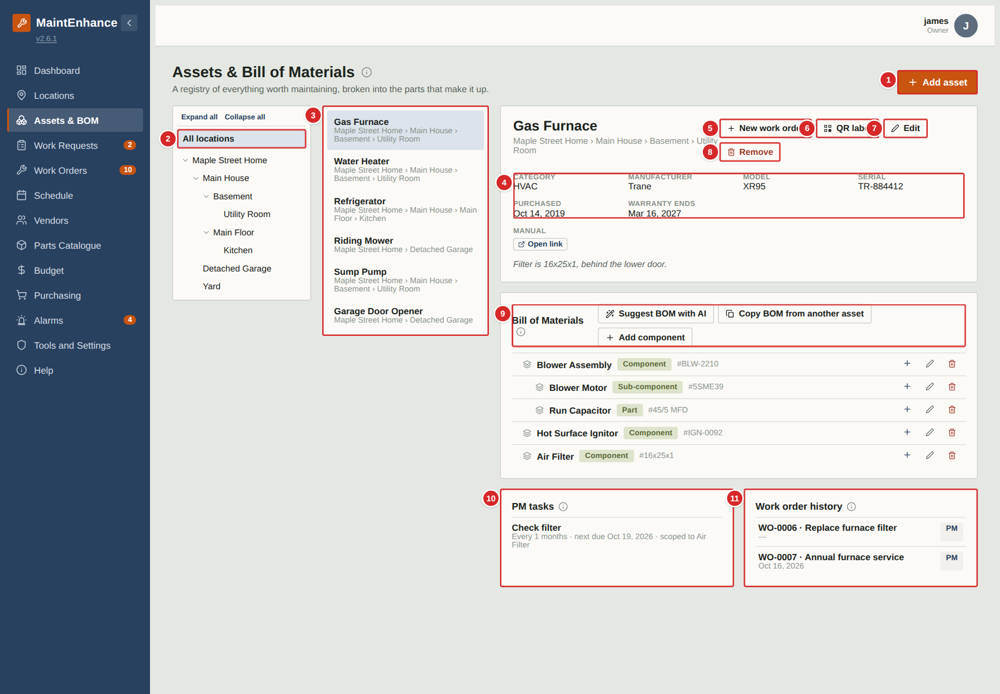 MaintEnhance
v2.6.1
Dashboard
Locations
Assets & BOM
Work Requests 2
Work Orders 10
Schedule
Vendors
Parts Catalogue
Budget
Purchasing
Alarms 4
Tools and Settings
Help
james
Owner
J
Assets & Bill of Materials
A registry of everything worth maintaining, broken into the parts that make it up.
1
Add asset
Expand all Collapse all
2
All locations
Maple Street Home
Main House
Basement
Utility Room
Main Floor
Kitchen
Detached Garage
Yard
3
Gas Furnace
Maple Street Home › Main House ›
Basement › Utility Room
Water Heater
Maple Street Home › Main House ›
Basement › Utility Room
Refrigerator
Maple Street Home › Main House › Main
Floor › Kitchen
Riding Mower
Maple Street Home › Detached Garage
Sump Pump
Maple Street Home › Main House ›
Basement › Utility Room
Garage Door Opener
Maple Street Home › Detached Garage
Gas Furnace
Maple Street Home › Main House › Basement › Utility
Room
5
New work orde
6
QR lab
7
Edit
8
Remove
4
CATEGORY MANUFACTURER MODEL SERIAL
HVAC Trane XR95 TR-884412
PURCHASED WARRANTY ENDS
Oct 14, 2019 Mar 16, 2027
MANUAL
Open link
Filter is 16x25x1, behind the lower door.
9
Bill of Materials
Suggest BOM with AI Copy BOM from another asset
Add component
Blower Assembly Component #BLW-2210
Blower Motor Sub-component #5SME39
Run Capacitor Part #45/5 MFD
Hot Surface Ignitor Component #IGN-0092
Air Filter Component #16x25x1
10
PM tasks
Check filter
Every 1 months · next due Oct 19, 2026 · scoped to Air
Filter
11
Work order history
WO-0006 · Replace furnace filter PM
—
WO-0007 · Annual furnace service PM
Oct 16, 2026